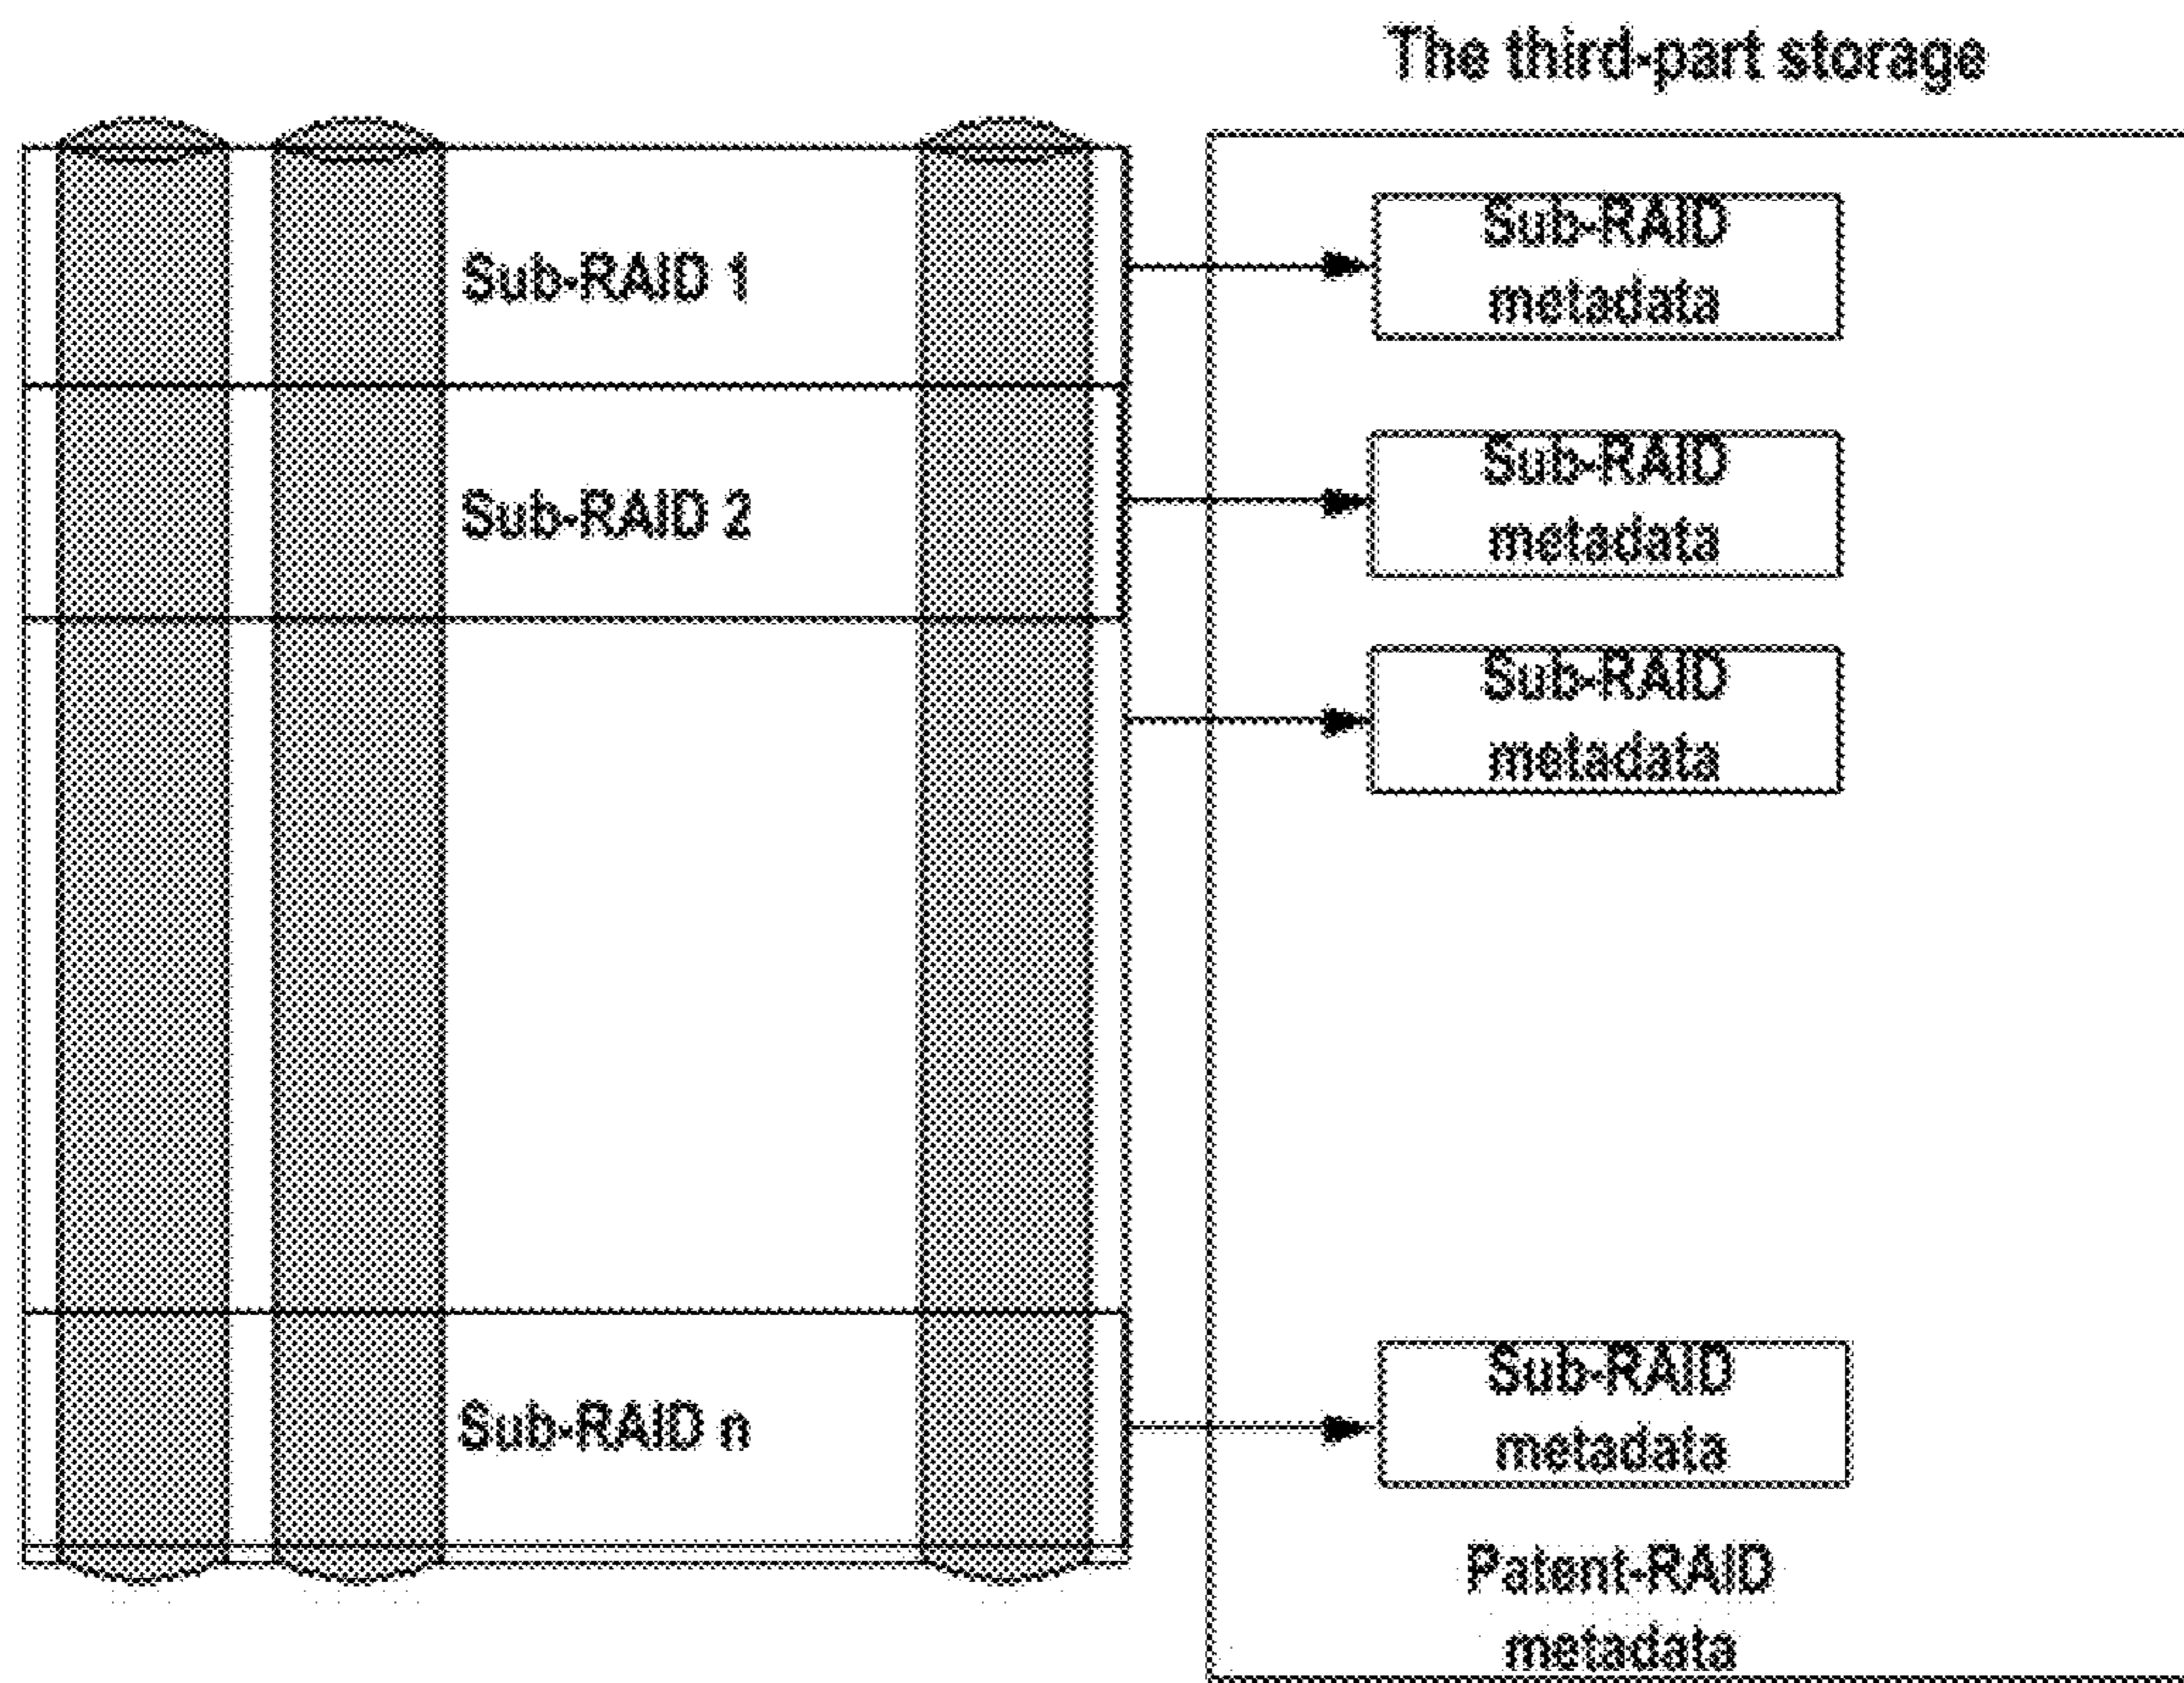 The third-part storage
Sub-RAID 1
Sub-RAID
metadata
Sub-RAID 2
Sub-RAID
metadata
Sub-RAID
metadata
Sub-RAID n
Sub-RAID
metadata
Patent-RAID
metadata